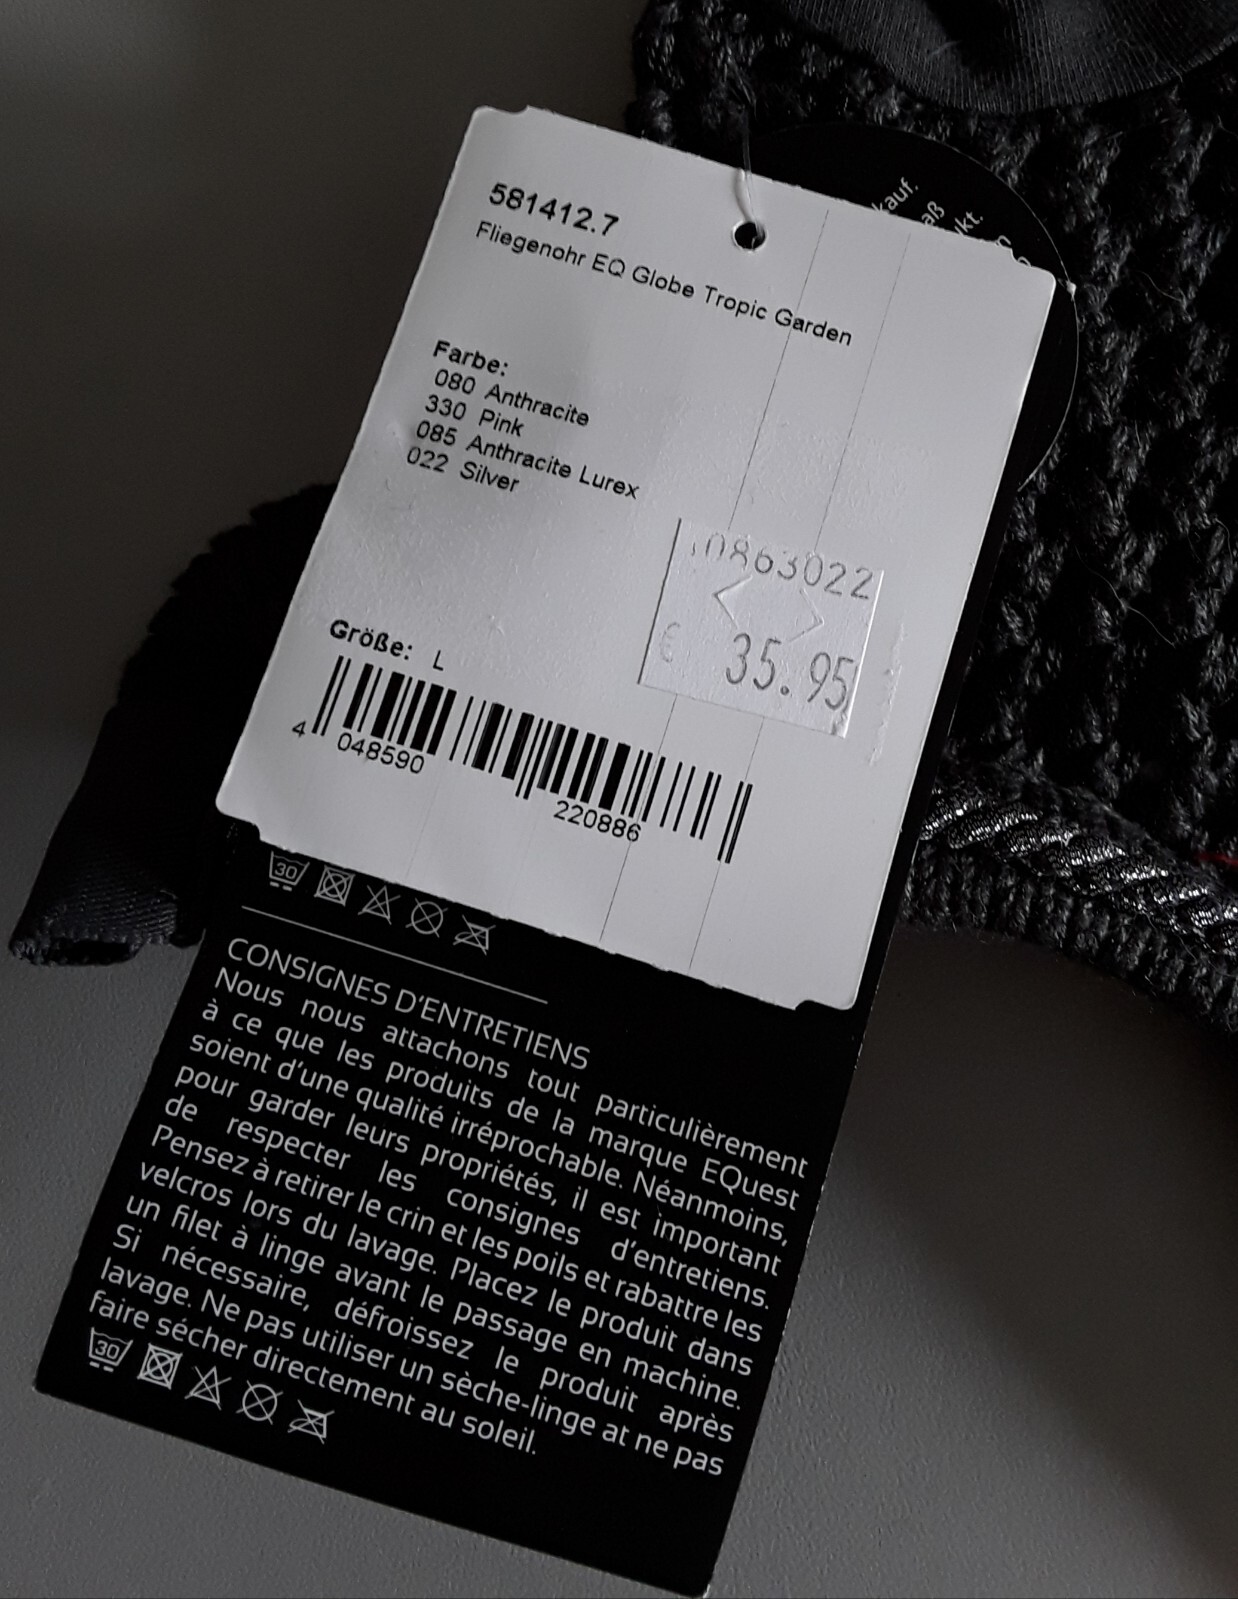 kauf.
aß
ukt.
581412.7
Fliegenohr EQ Globe Tropic Garden
Farbe:
080 Anthracite
330 Pink
085 Anthracite Lurex
022 Silver
10863022
€ 35.95
Größe: L
4 048590 220886
30
CONSIGNES D'ENTRETIENS
Nous nous attachons tout particulièrement
à ce que les produits de la marque EQuest
soient d'une qualité irréprochable. Néanmoins,
pour garder leurs propriétés, il est important
de respecter les consignes d'entretiens.
Pensez à retirer le crin et les poils et rabattre les
velcros lors du lavage. Placez le produit dans
un filet à linge avant le passage en machine.
Si nécessaire, défroissez le produit après
lavage. Ne pas utiliser un sèche-linge at ne pas
faire sécher directement au soleil.
30